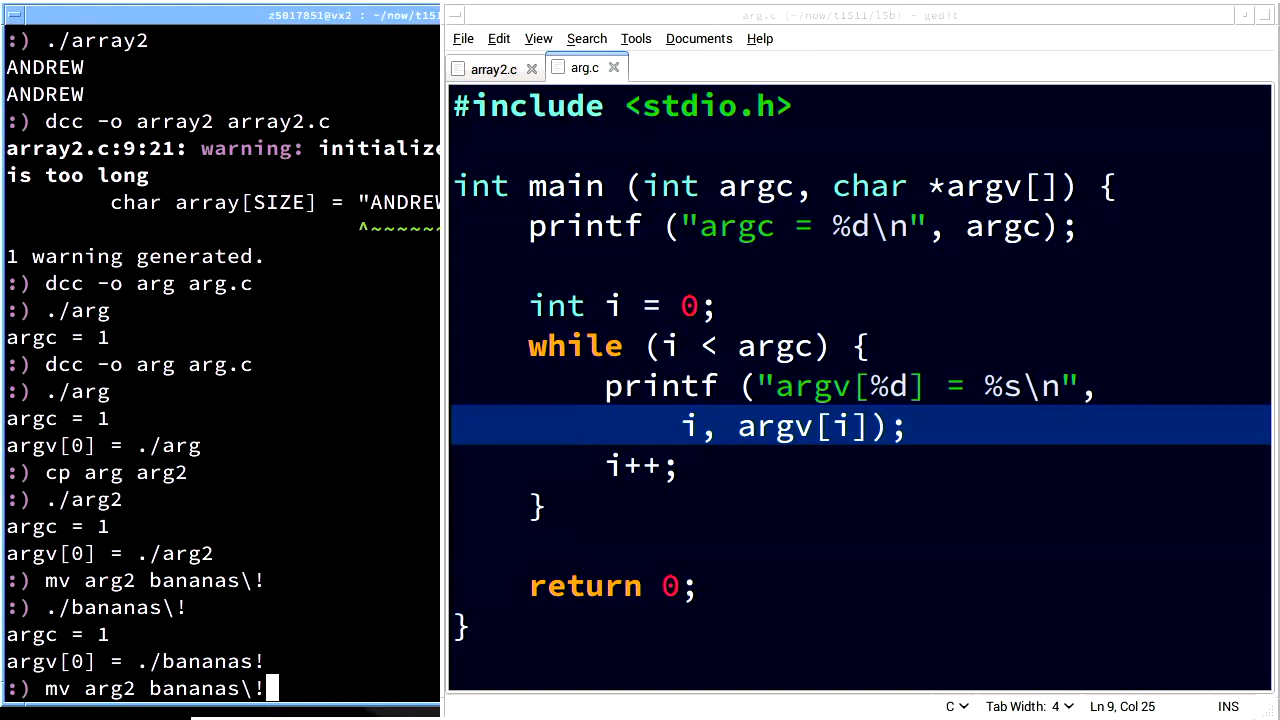 z5017851@vx2 : ~/now/t1511
:) ./array2
ANDREW
ANDREW
:) dcc -o array2 array2.c
array2.c:9:21: warning: initialize
is too long
char array[SIZE] = "ANDREW
^~~~~~
1 warning generated.
:) dcc -o arg arg.c
:) ./arg
argc = 1
:) dcc -o arg arg.c
:) ./arg
argc = 1
argv[0] = ./arg
:) cp arg arg2
:) ./arg2
argc = 1
argv[0] = ./arg2
:) mv arg2 bananas\!
:) ./bananas\!
argc = 1
argv[0] = ./bananas!
:) mv arg2 bananas\!
arg.c (~/now/t1511/l5b) - gedit
File Edit View Search Tools Documents Help
array2.c arg.c
#include <stdio.h>
int main (int argc, char *argv[]) {
printf ("argc = %d\n", argc);
int i = 0;
while (i < argc) {
printf ("argv[%d] = %s\n",
i, argv[i]);
i++;
}
return 0;
}
C Tab Width: 4 Ln 9, Col 25 INS